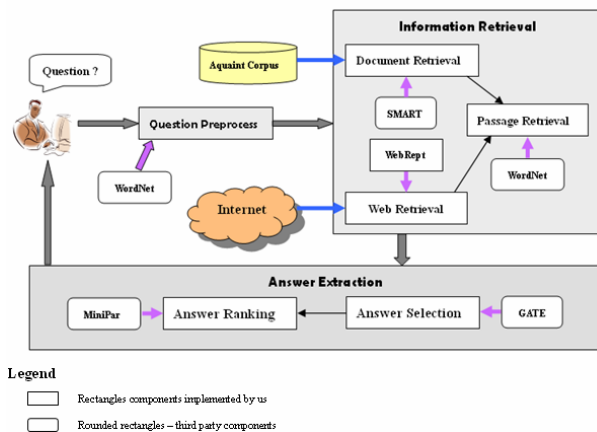 Information Retrieval
Question ?
Aquaint Corpus
Document Retrieval
SMART
Question Preprocess
Passage Retrieval
WebRept
WordNet
WordNet
Internet
Web Retrieval
Answer Extraction
MiniPar
Answer Ranking
Answer Selection
GATE
Legend
Rectangles components implemented by us
Rounded rectangles – third party components